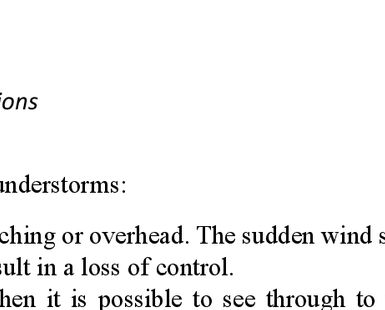 ions
understorms:
ching or overhead. The sudden wind s
sult in a loss of control.
hen it is possible to see through to